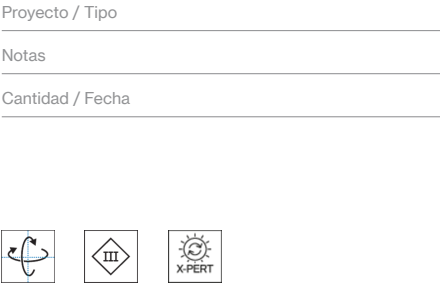 Proyecto / Tipo
Notas
Cantidad / Fecha
III
X-PERT